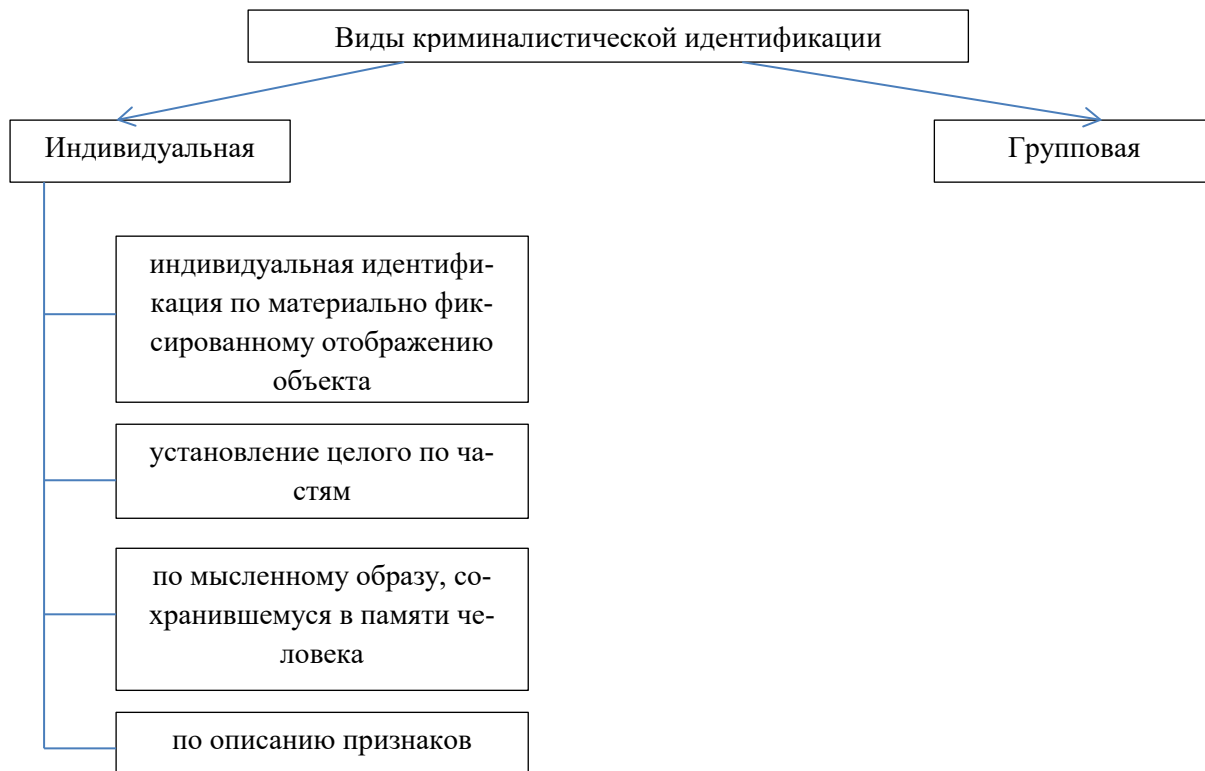 Виды криминалистической идентификации
Индивидуальная
Групповая
индивидуальная идентифи-
кация по материально фик-
сированному отображению
объекта
установление целого по ча-
стям
по мысленному образу, со-
хранившемуся в памяти че-
ловека
по описанию признаков